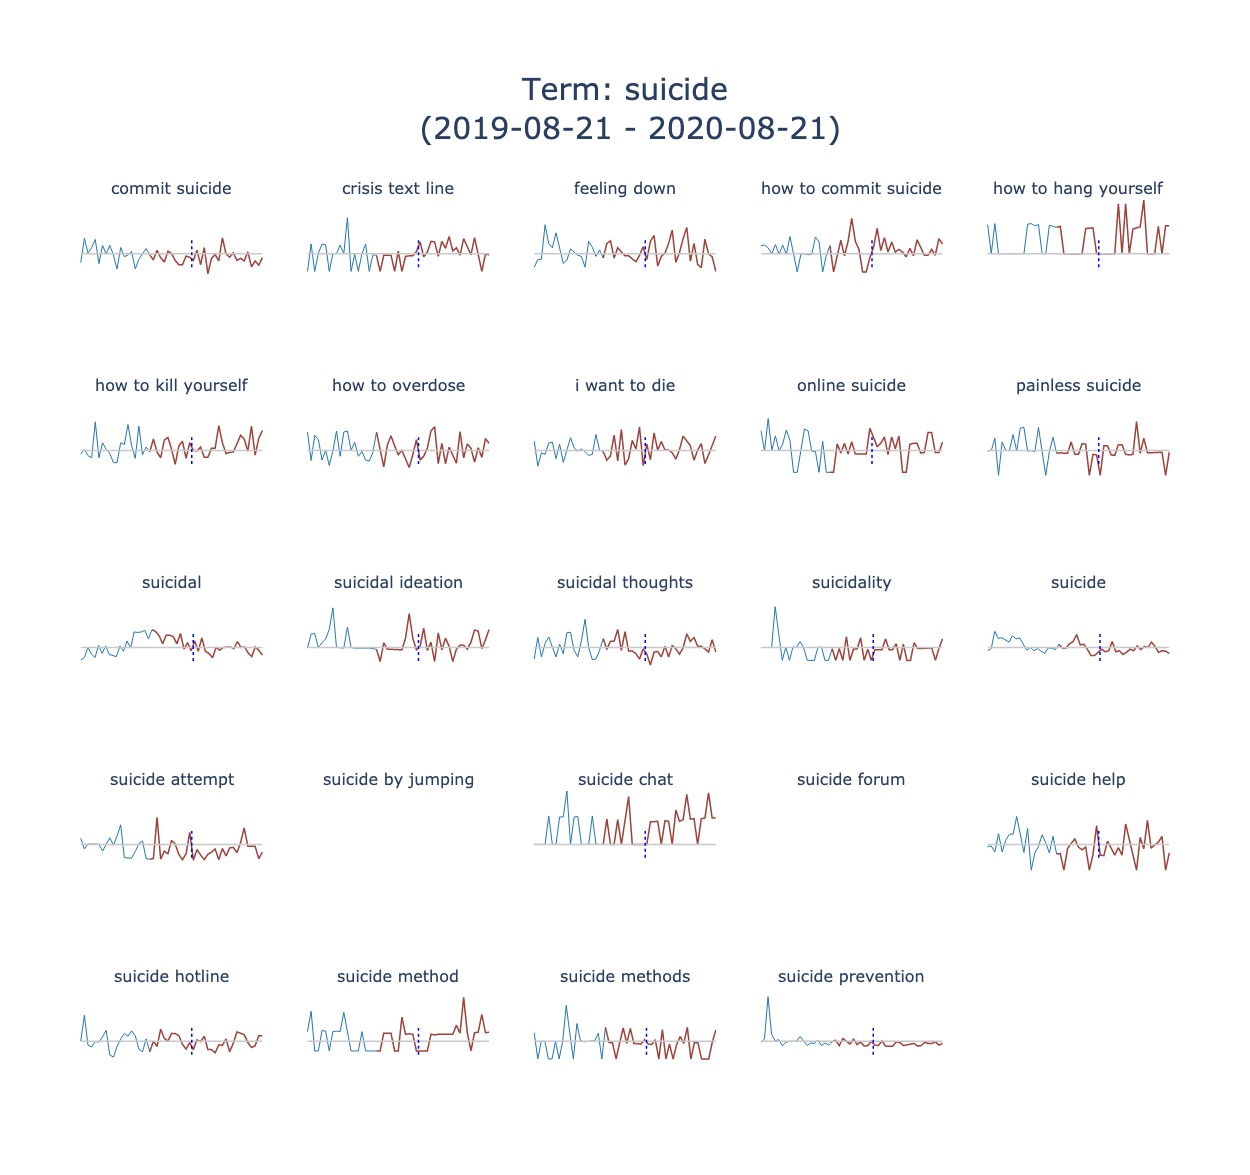 Term: suicide
(2019-08-21 - 2020-08-21)
commit suicide
crisis text line
feeling down
how to commit suicide
how to hang yourself
how to kill yourself
how to overdose
i want to die
online suicide
painless suicide
suicidal
suicidal ideation
suicidal thoughts
suicidality
suicide
suicide attempt
suicide by jumping
suicide chat
suicide forum
suicide help
suicide hotline
suicide method
suicide methods
suicide prevention